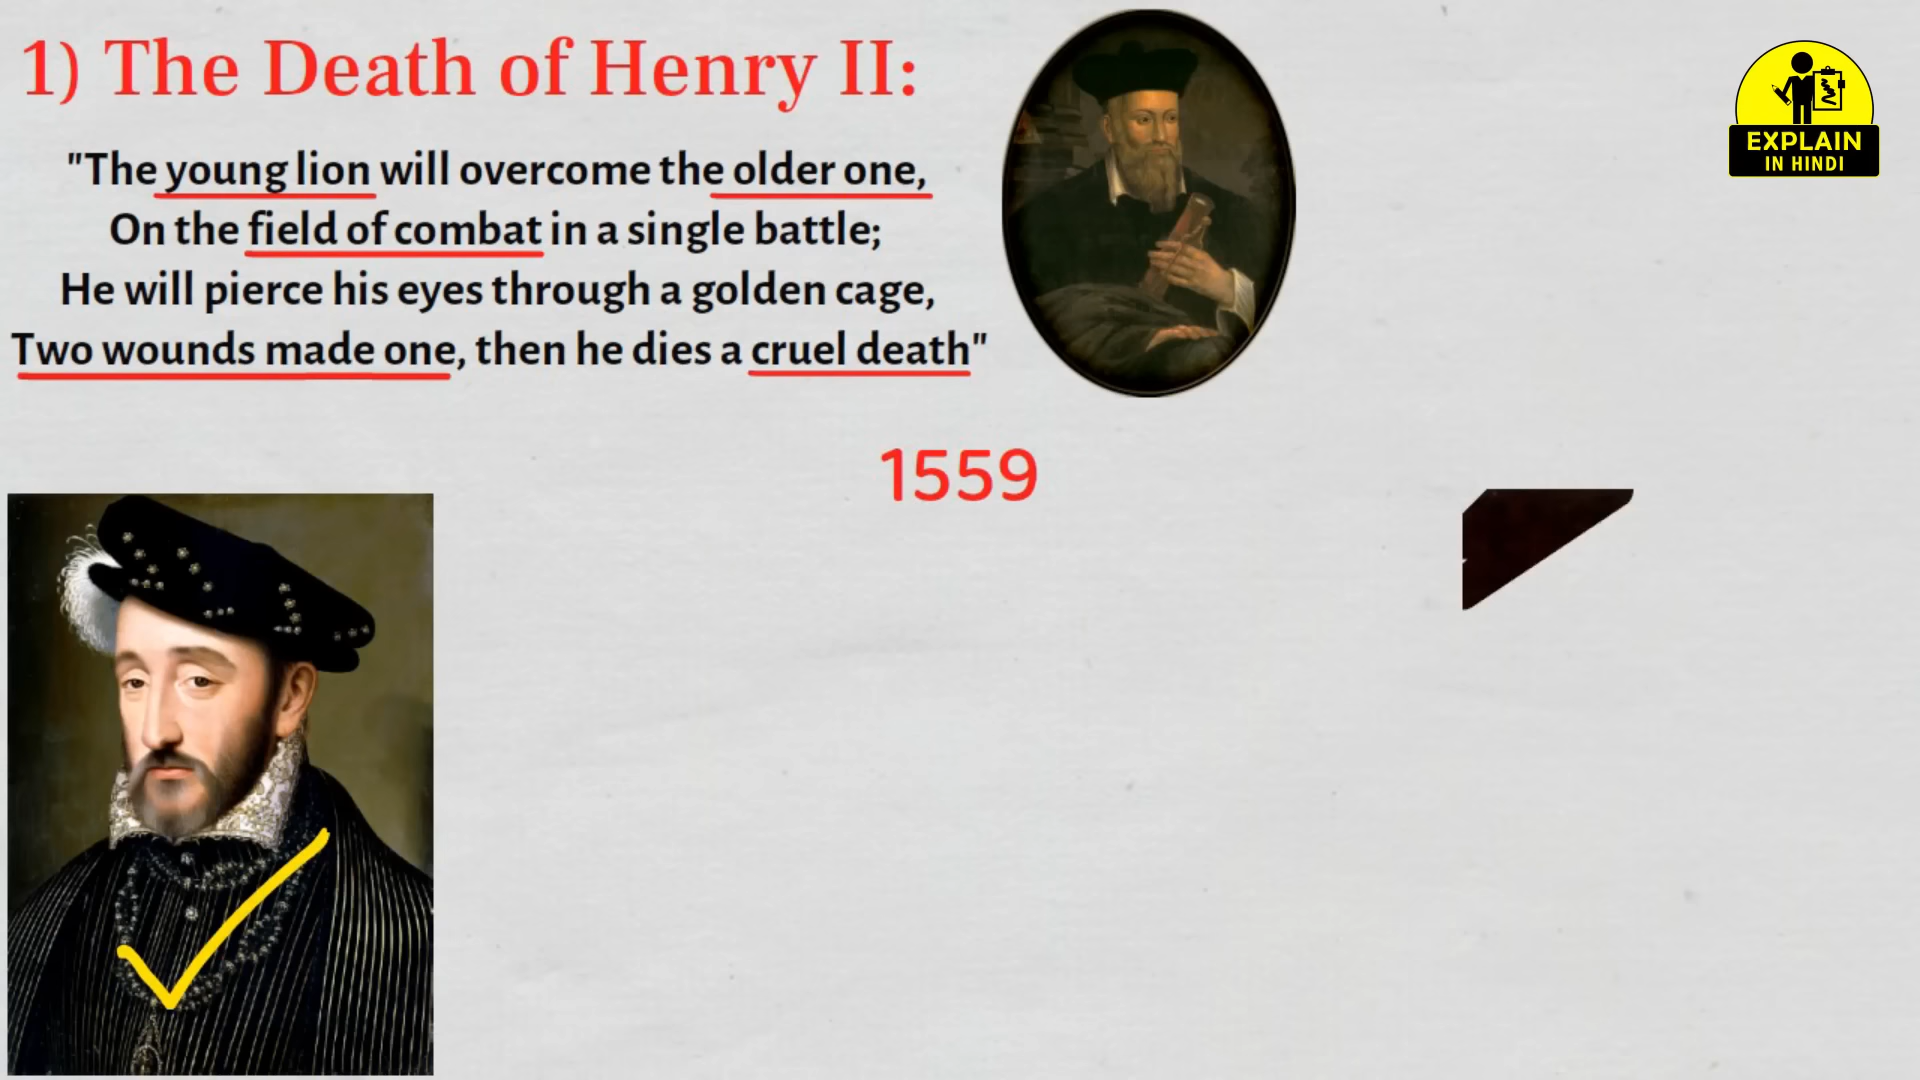 1) The Death of Henry II:
"The young lion will overcome the older one,
On the field of combat in a single battle;
He will pierce his eyes through a golden cage,
Two wounds made one, then he dies a cruel death"
1559
EXPLAIN
IN HINDI